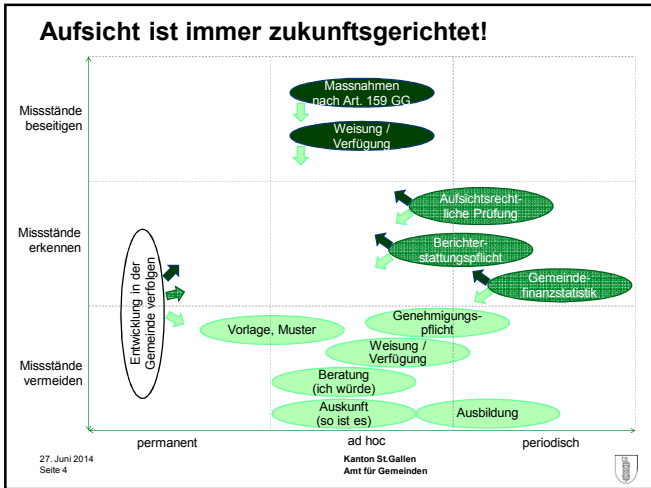 Aufsicht ist immer zukunftsgerichtet!
Missstände
beseitigen
Massnahmen
nach Art. 159 GG
Weisung /
Verfügung
Missstände
erkennen
Aufsichtsrecht-
liche Prüfung
Berichter-
stattungspflicht
Gemeinde-
finanzstatistik
Entwicklung in der
Gemeinde verfolgen
Missstände
vermeiden
Vorlage, Muster
Genehmigungs-
pflicht
Weisung /
Verfügung
Beratung
(ich würde)
Auskunft
(so ist es)
Ausbildung
permanent
ad hoc
periodisch
27. Juni 2014
Seite 4
Kanton St.Gallen
Amt für Gemeinden